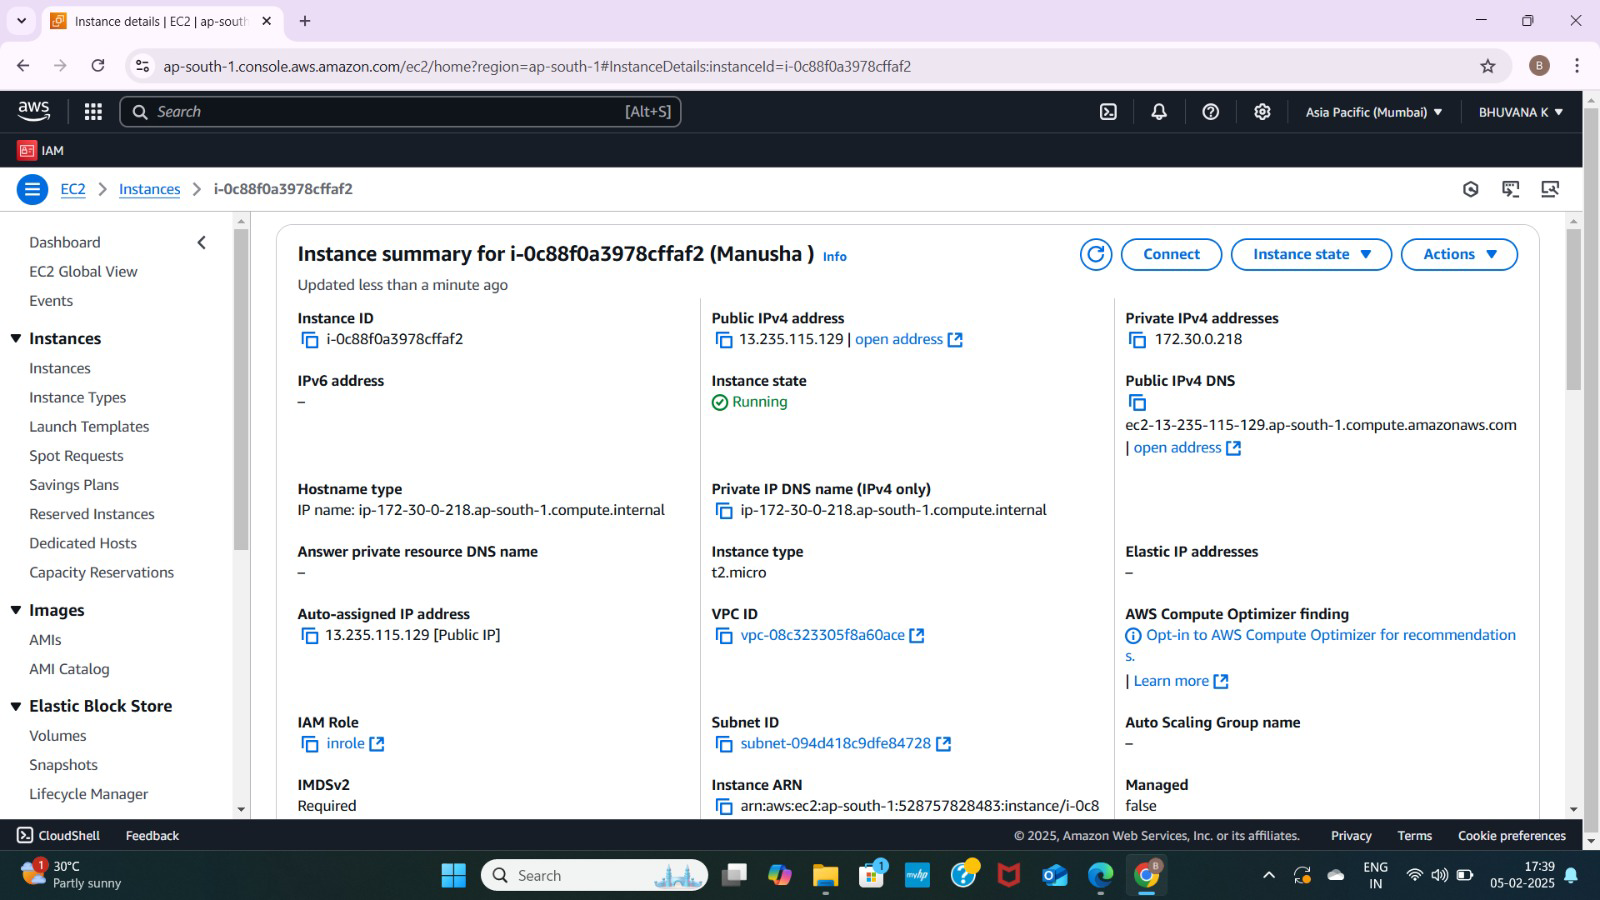 Instance details | EC2 | ap-south
ap-south-1.console.aws.amazon.com/ec2/home?region=ap-south-1#InstanceDetails:instanceId=i-0c88f0a3978cffaf2
B
aws
Search
[Alt+S]
Asia Pacific (Mumbai)
BHUVANA K
IAM
EC2
Instances
i-0c88f0a3978cffaf2
Dashboard
EC2 Global View
Events
Instances
Instances
Instance Types
Launch Templates
Spot Requests
Savings Plans
Reserved Instances
Dedicated Hosts
Capacity Reservations
Images
AMIs
AMI Catalog
Elastic Block Store
Volumes
Snapshots
Lifecycle Manager
Instance summary for i-0c88f0a3978cffaf2 (Manusha ) Info
Updated less than a minute ago
Connect
Instance state
Actions
Instance ID
i-0c88f0a3978cffaf2
Public IPv4 address
13.235.115.129 | open address
Private IPv4 addresses
172.30.0.218
IPv6 address
–
Instance state
Running
Public IPv4 DNS
ec2-13-235-115-129.ap-south-1.compute.amazonaws.com
| open address
Hostname type
IP name: ip-172-30-0-218.ap-south-1.compute.internal
Private IP DNS name (IPv4 only)
ip-172-30-0-218.ap-south-1.compute.internal
Answer private resource DNS name
–
Instance type
t2.micro
Elastic IP addresses
–
Auto-assigned IP address
13.235.115.129 [Public IP]
VPC ID
vpc-08c323305f8a60ace
AWS Compute Optimizer finding
Opt-in to AWS Compute Optimizer for recommendation
s.
| Learn more
IAM Role
inrole
Subnet ID
subnet-094d418c9dfe84728
Auto Scaling Group name
–
IMDSv2
Required
Instance ARN
arn:aws:ec2:ap-south-1:528757828483:instance/i-0c8
Managed
false
CloudShell
Feedback
© 2025, Amazon Web Services, Inc. or its affiliates.
Privacy
Terms
Cookie preferences
1
30°C
Partly sunny
Search
1
myhp
B
ENG
IN
17:39
05-02-2025